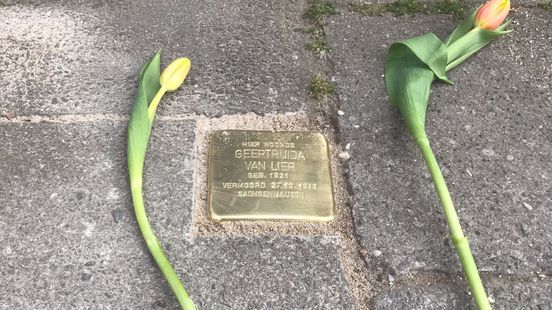 HIER WOONDE
GEERTRUIDA
VAN LIER
GEB. 1921
VERMOORD 27.10.1943
SACHSENHAUSEN